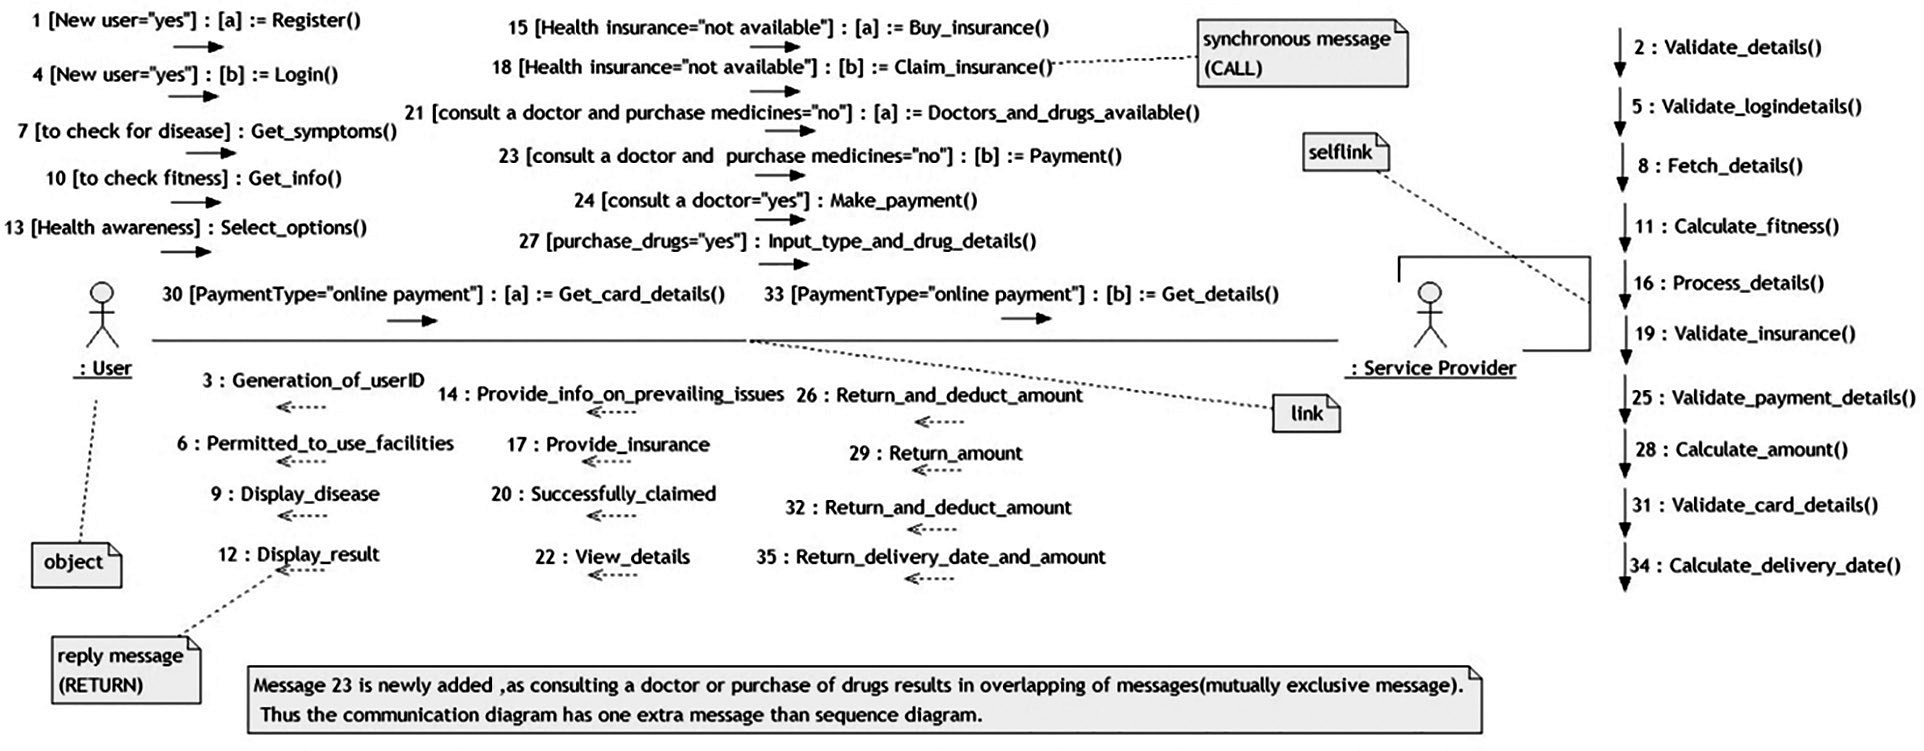 1 [New user="yes"] : [a] := Register()
4 [New user="yes"] : [b] := Login()
7 [to check for disease] : Get_symptoms()
10 [to check fitness] : Get_info()
13 [Health awareness] : Select_options()
15 [Health insurance="not available"] : [a] := Buy_insurance()
18 [Health insurance="not available"] : [b] := Claim_insurance()
21 [consult a doctor and purchase medicines="no"] : [a] := Doctors_and_drugs_available()
23 [consult a doctor and purchase medicines="no"] : [b] := Payment()
24 [consult a doctor="yes"] : Make_payment()
27 [purchase_drugs="yes"] : Input_type_and_drug_details()
30 [PaymentType="online payment"] : [a] := Get_card_details()
33 [PaymentType="online payment"] : [b] := Get_details()
synchronous message
(CALL)
selflink
2 : Validate_details()
5 : Validate_logindetails()
8 : Fetch_details()
11 : Calculate_fitness()
16 : Process_details()
19 : Validate_insurance()
25 : Validate_payment_details()
28 : Calculate_amount()
31 : Validate_card_details()
34 : Calculate_delivery_date()
: User
: Service Provider
3 : Generation_of_userID
6 : Permitted_to_use_facilities
9 : Display_disease
12 : Display_result
14 : Provide_info_on_prevailing_issues
17 : Provide_insurance
20 : Successfully_claimed
22 : View_details
26 : Return_and_deduct_amount
29 : Return_amount
32 : Return_and_deduct_amount
35 : Return_delivery_date_and_amount
link
object
reply message
(RETURN)
Message 23 is newly added ,as consulting a doctor or purchase of drugs results in overlapping of messages(mutually exclusive message).
Thus the communication diagram has one extra message than sequence diagram.